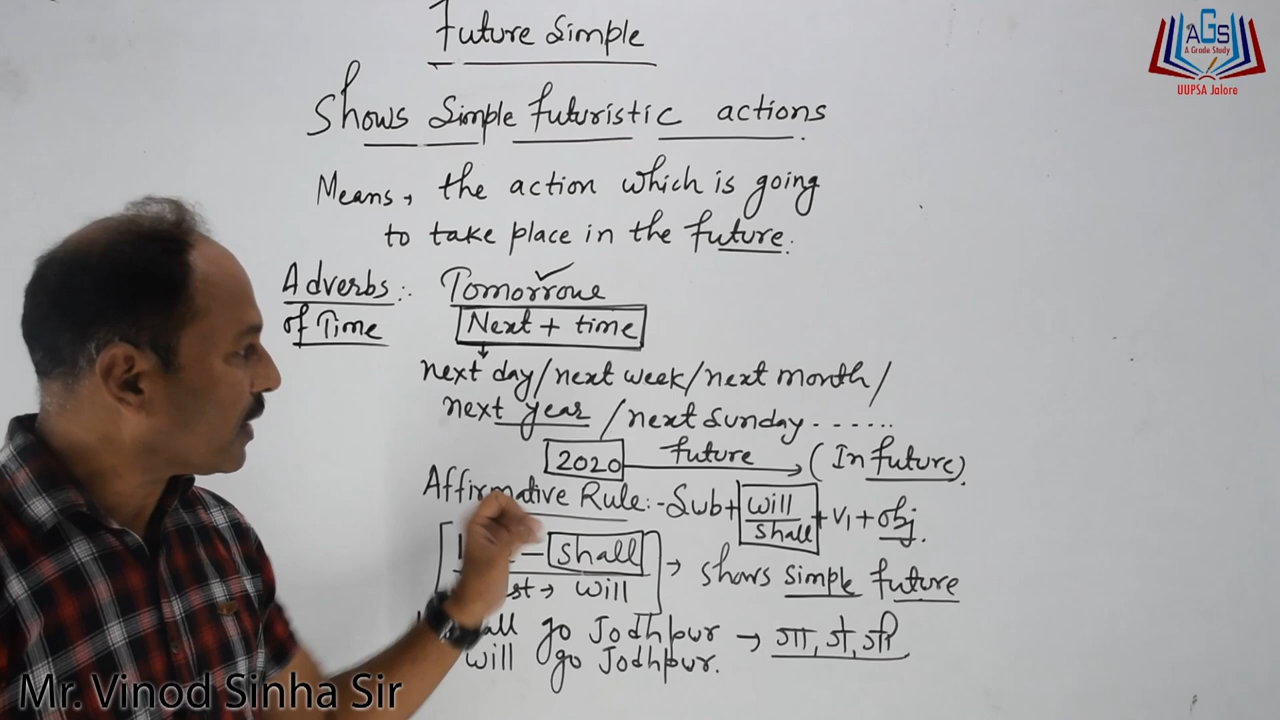 Future Simple
Shows Simple futuristic actions.
Means, the action which is going
to take place in the future.
Adverbs :. Tomorrow
of Time Next + time
next day/next week/next month/
next year /next Sunday ......
2020 future (In future).
Affirmative Rule:- Sub+ will/shall +V1+obj.
- shall → shows simple future
→ will
go Jodhpur → गा, गे, गी
will go Jodhpur.
AGS
A Grade Study
UUPSA Jalore
Mr. Vinod Sinha Sir